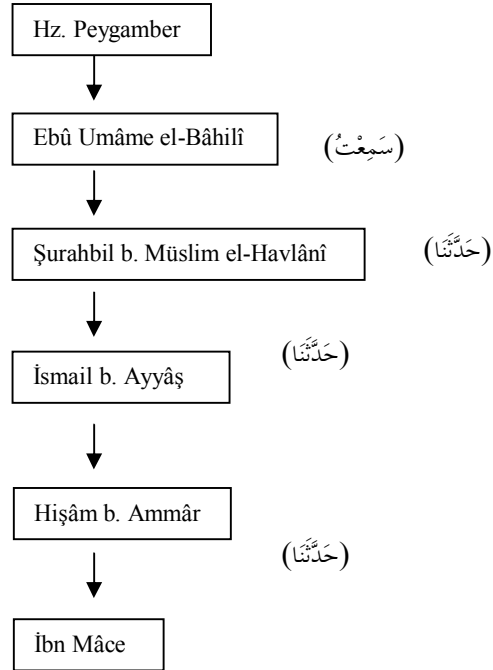 Hz. Peygamber
Ebû Umâme el-Bâhilî
(سَمِعْتُ)
Şurahbil b. Müslim el-Havlânî
(حَدَّثَنَا)
İsmail b. Ayyâş
(حَدَّثَنَا)
Hişâm b. Ammâr
(حَدَّثَنَا)
İbn Mâce